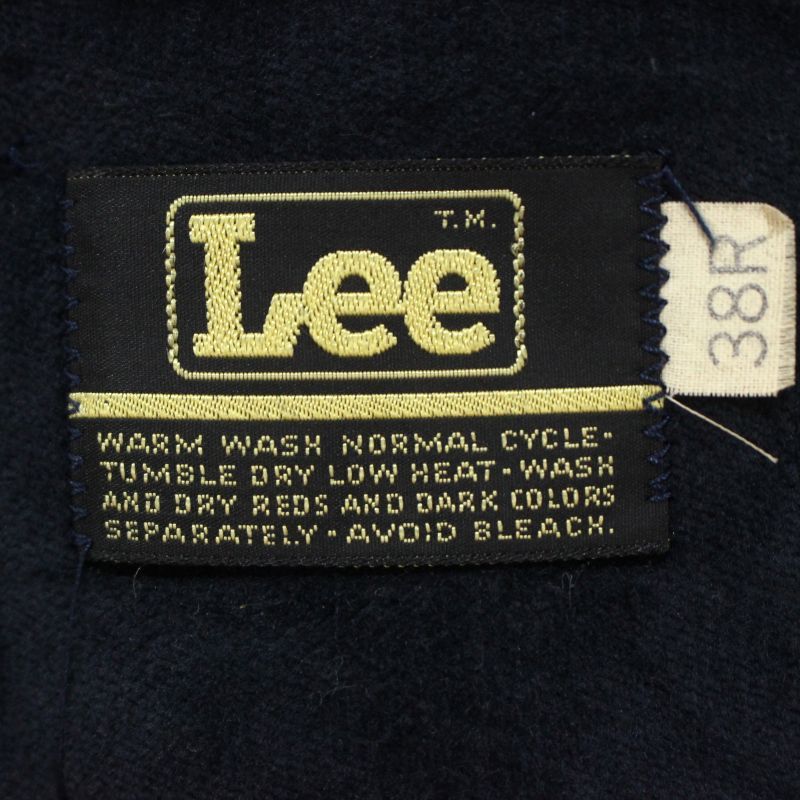 T.M.
Lee
38R
WARM WASH NORMAL CYCLE-
TUMBLE DRY LOW HEAT-WASH
AND DRY REDS AND DARK COLORS
SEPARATELY-AVOID BLEACH.